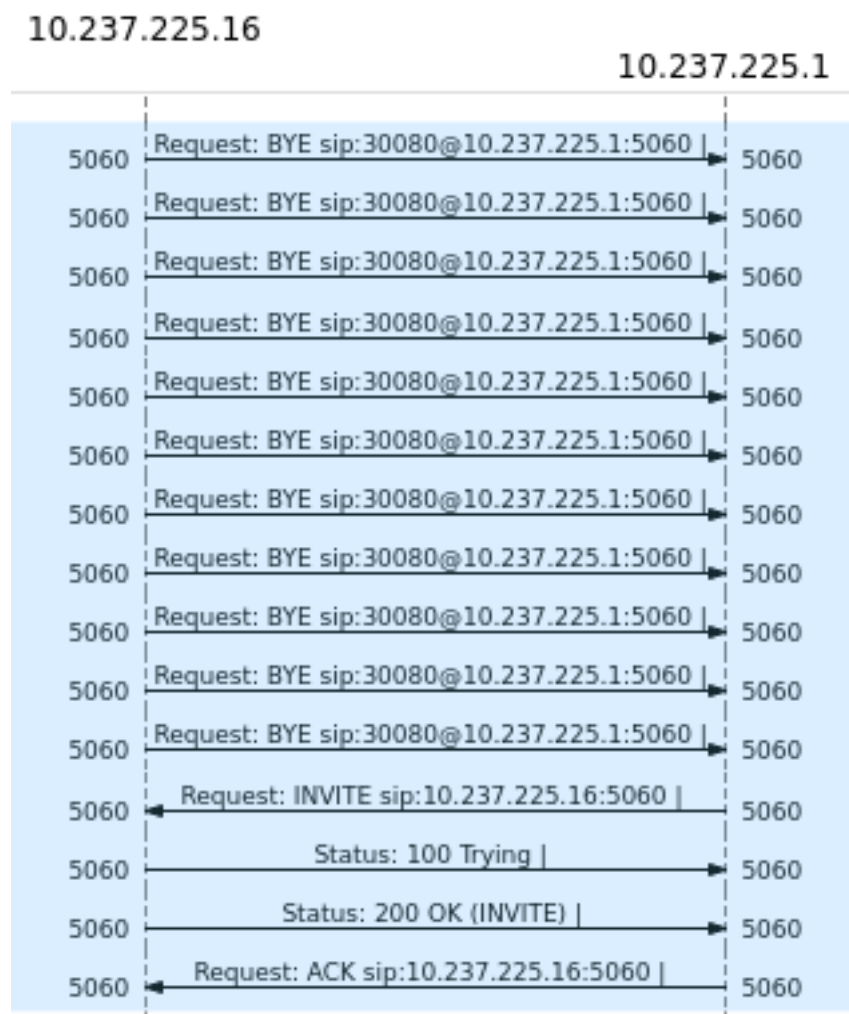 10.237.225.16
10.237.225.1
5060 Request: BYE sip:30080@10.237.225.1:5060 | 5060
5060 Request: BYE sip:30080@10.237.225.1:5060 | 5060
5060 Request: BYE sip:30080@10.237.225.1:5060 | 5060
5060 Request: BYE sip:30080@10.237.225.1:5060 | 5060
5060 Request: BYE sip:30080@10.237.225.1:5060 | 5060
5060 Request: BYE sip:30080@10.237.225.1:5060 | 5060
5060 Request: BYE sip:30080@10.237.225.1:5060 | 5060
5060 Request: BYE sip:30080@10.237.225.1:5060 | 5060
5060 Request: BYE sip:30080@10.237.225.1:5060 | 5060
5060 Request: BYE sip:30080@10.237.225.1:5060 | 5060
5060 Request: BYE sip:30080@10.237.225.1:5060 | 5060
5060 Request: INVITE sip:10.237.225.16:5060 | 5060
5060 Status: 100 Trying | 5060
5060 Status: 200 OK (INVITE) | 5060
5060 Request: ACK sip:10.237.225.16:5060 | 5060